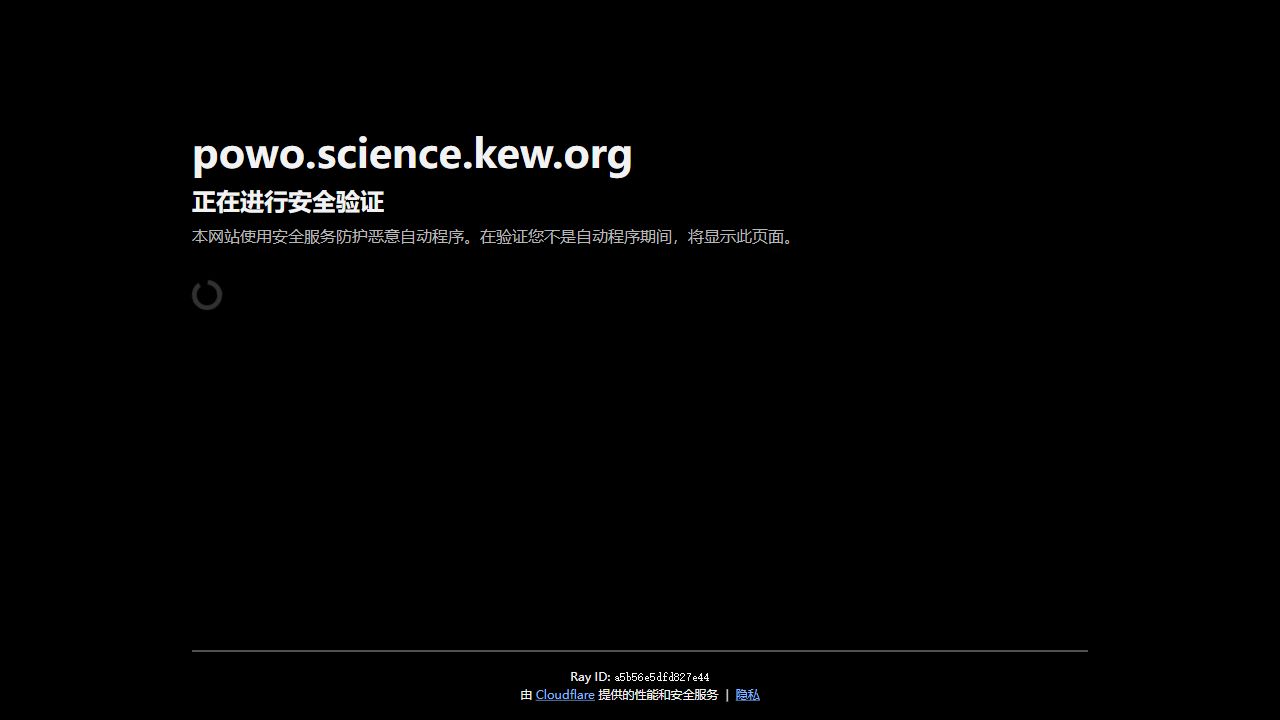 powo.science.kew.org
正在进行安全验证
本网站使用安全服务防护恶意自动程序。在验证您不是自动程序期间，将显示此页面。
Ray ID: a5b56e5dfd827e44
由 Cloudflare 提供的性能和安全服务 | 隐私